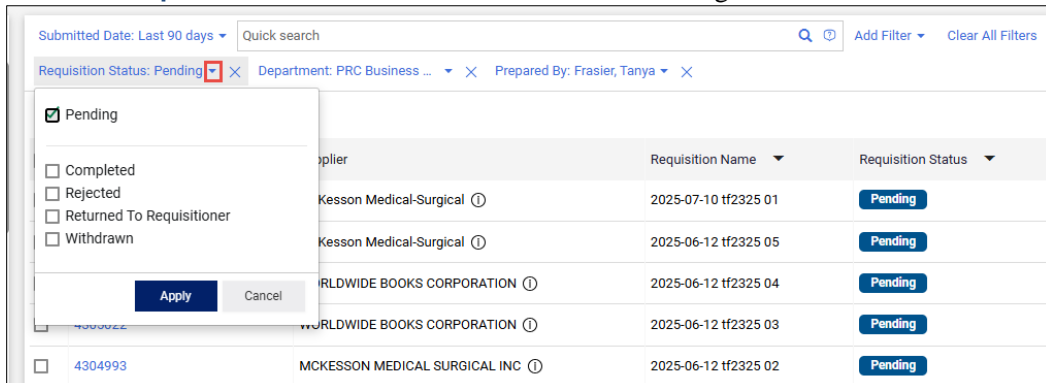 Submitted Date: Last 90 days Quick search Add Filter Clear All Filters
Requisition Status: Pending Department: PRC Business ... Prepared By: Frasier, Tanya
Pending
Completed
Rejected
Returned To Requisitioner
Withdrawn
Apply Cancel
Requisition Name Requisition Status
Kesson Medical-Surgical 2025-07-10 tf2325 01 Pending
Kesson Medical-Surgical 2025-06-12 tf2325 05 Pending
RLDWIDE BOOKS CORPORATION 2025-06-12 tf2325 04 Pending
WORLDWIDE BOOKS CORPORATION 2025-06-12 tf2325 03 Pending
4304993 MCKESSON MEDICAL SURGICAL INC 2025-06-12 tf2325 02 Pending